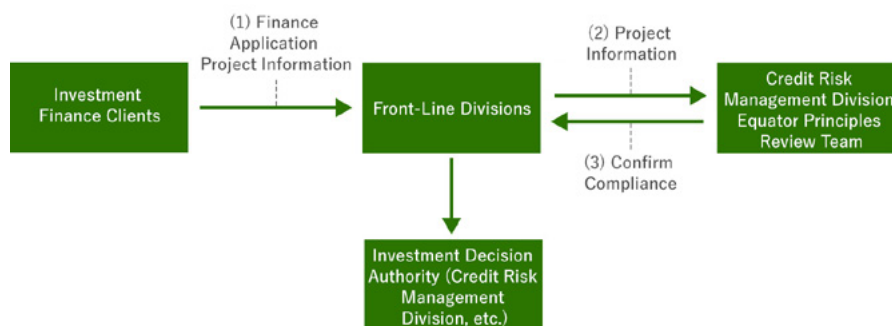 (1) Finance
Application
Project Information
(2) Project
Information
Investment
Finance Clients
Front-Line Divisions
Credit Risk
Management Division
Equator Principles
Review Team
(3) Confirm
Compliance
Investment Decision
Authority (Credit Risk
Management
Division, etc.)